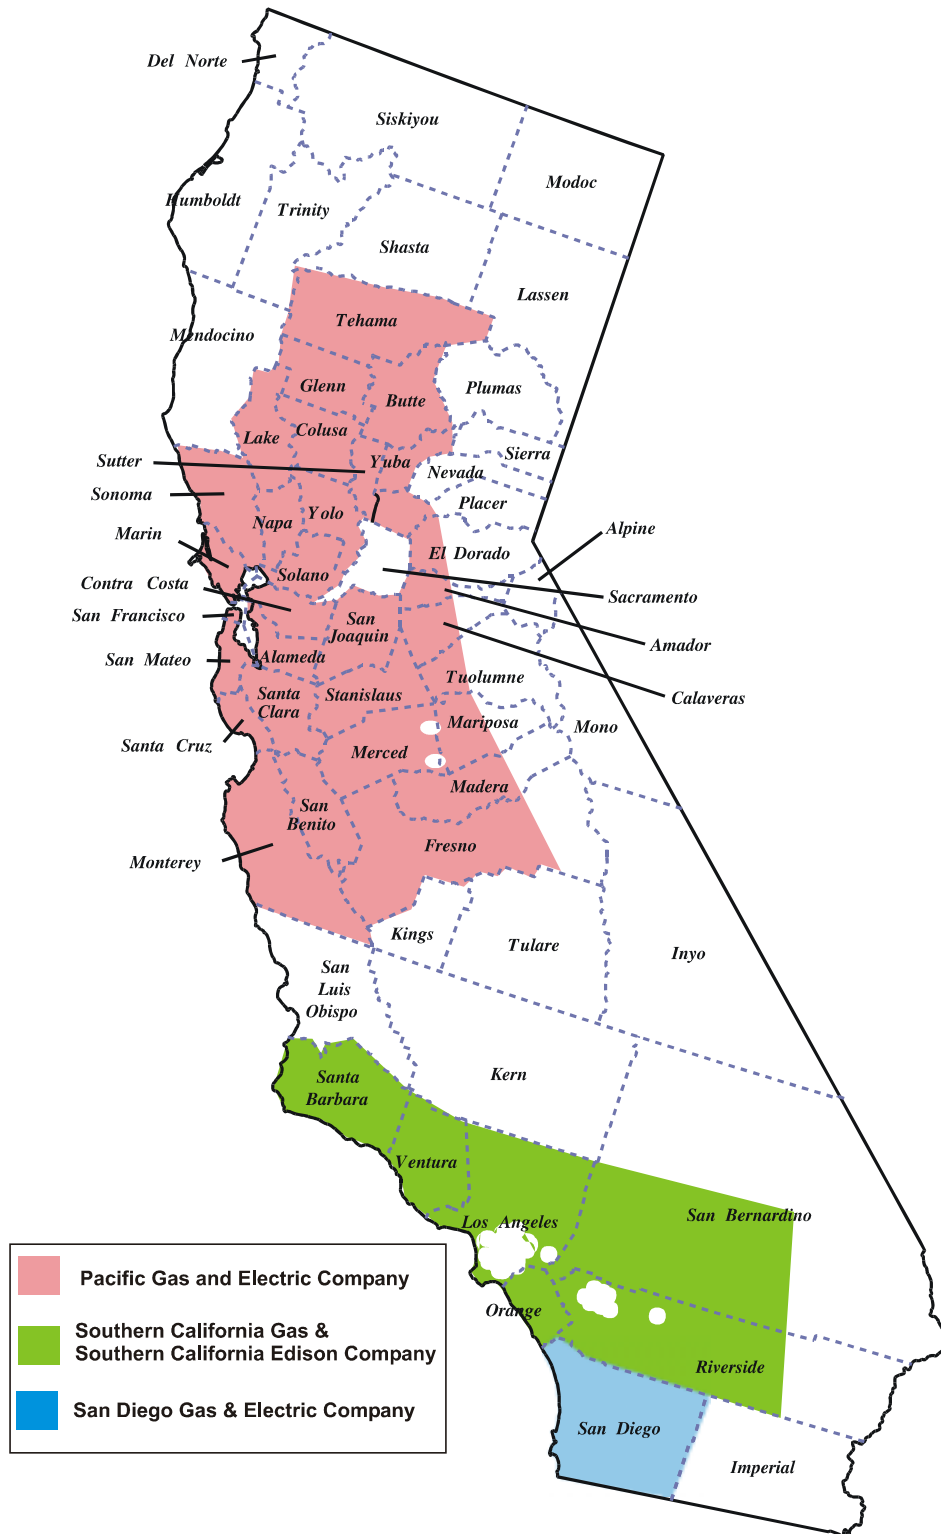 Del Norte
Siskiyou
Modoc
Humboldt
Trinity
Shasta
Lassen
Tehama
Mendocino
Glenn
Butte
Plumas
Colusa
Lake
Sutter
Yuba
Sierra
Nevada
Sonoma
Placer
Napa
Yolo
Marin
Alpine
El Dorado
Contra Costa
Solano
Sacramento
San Francisco
San
Joaquin
Amador
San Mateo
Alameda
Tuolumne
Santa
Clara
Stanislaus
Calaveras
Mariposa
Mono
Santa Cruz
Merced
Madera
San
Benito
Fresno
Monterey
Kings
Tulare
Inyo
San
Luis
Obispo
Kern
Santa
Barbara
Ventura
San Bernardino
Los Angeles
Orange
Riverside
San Diego
Imperial
Pacific Gas and Electric Company
Southern California Gas &
Southern California Edison Company
San Diego Gas & Electric Company